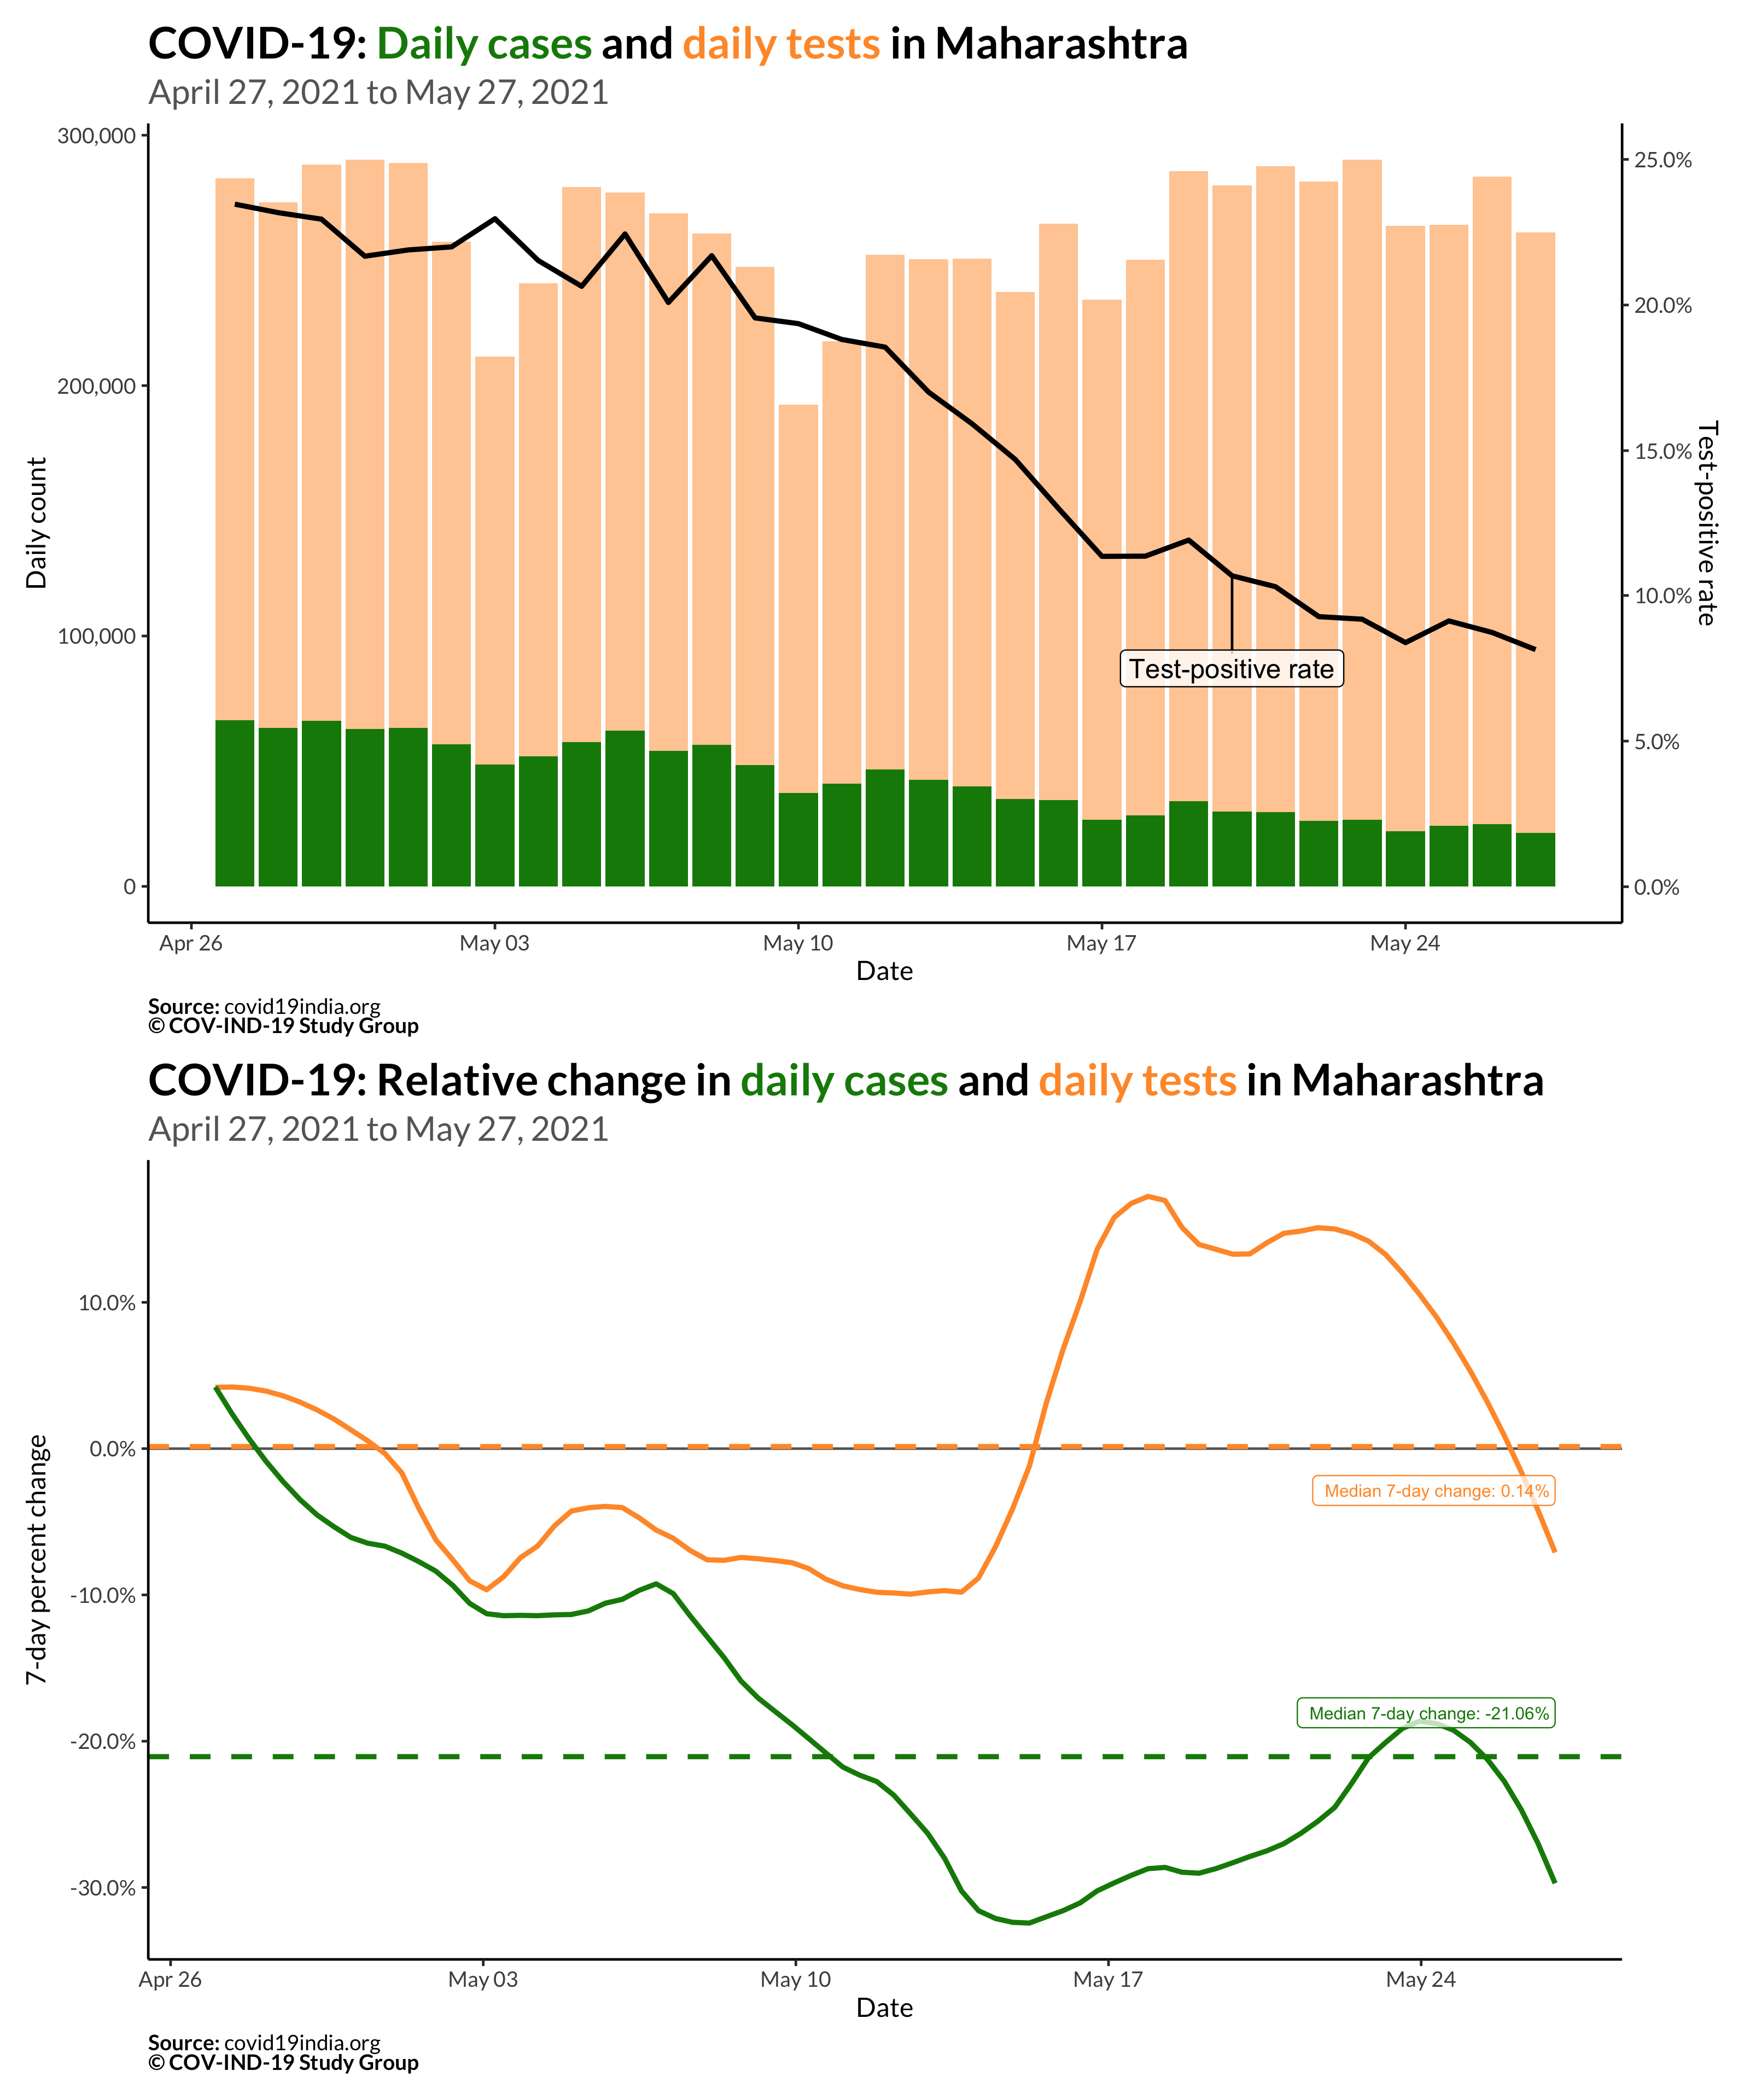 COVID-19: Daily cases and daily tests in Maharashtra
April 27, 2021 to May 27, 2021
300,000
200,000
100,000
0
Daily count
25.0%
20.0%
15.0%
10.0%
5.0%
0.0%
Test-positive rate
Test-positive rate
Apr 26
May 03
May 10
May 17
May 24
Date
Source: covid19india.org
© COV-IND-19 Study Group
COVID-19: Relative change in daily cases and daily tests in Maharashtra
April 27, 2021 to May 27, 2021
10.0%
0.0%
-10.0%
-20.0%
-30.0%
7-day percent change
Median 7-day change: 0.14%
Median 7-day change: -21.06%
Apr 26
May 03
May 10
May 17
May 24
Date
Source: covid19india.org
© COV-IND-19 Study Group